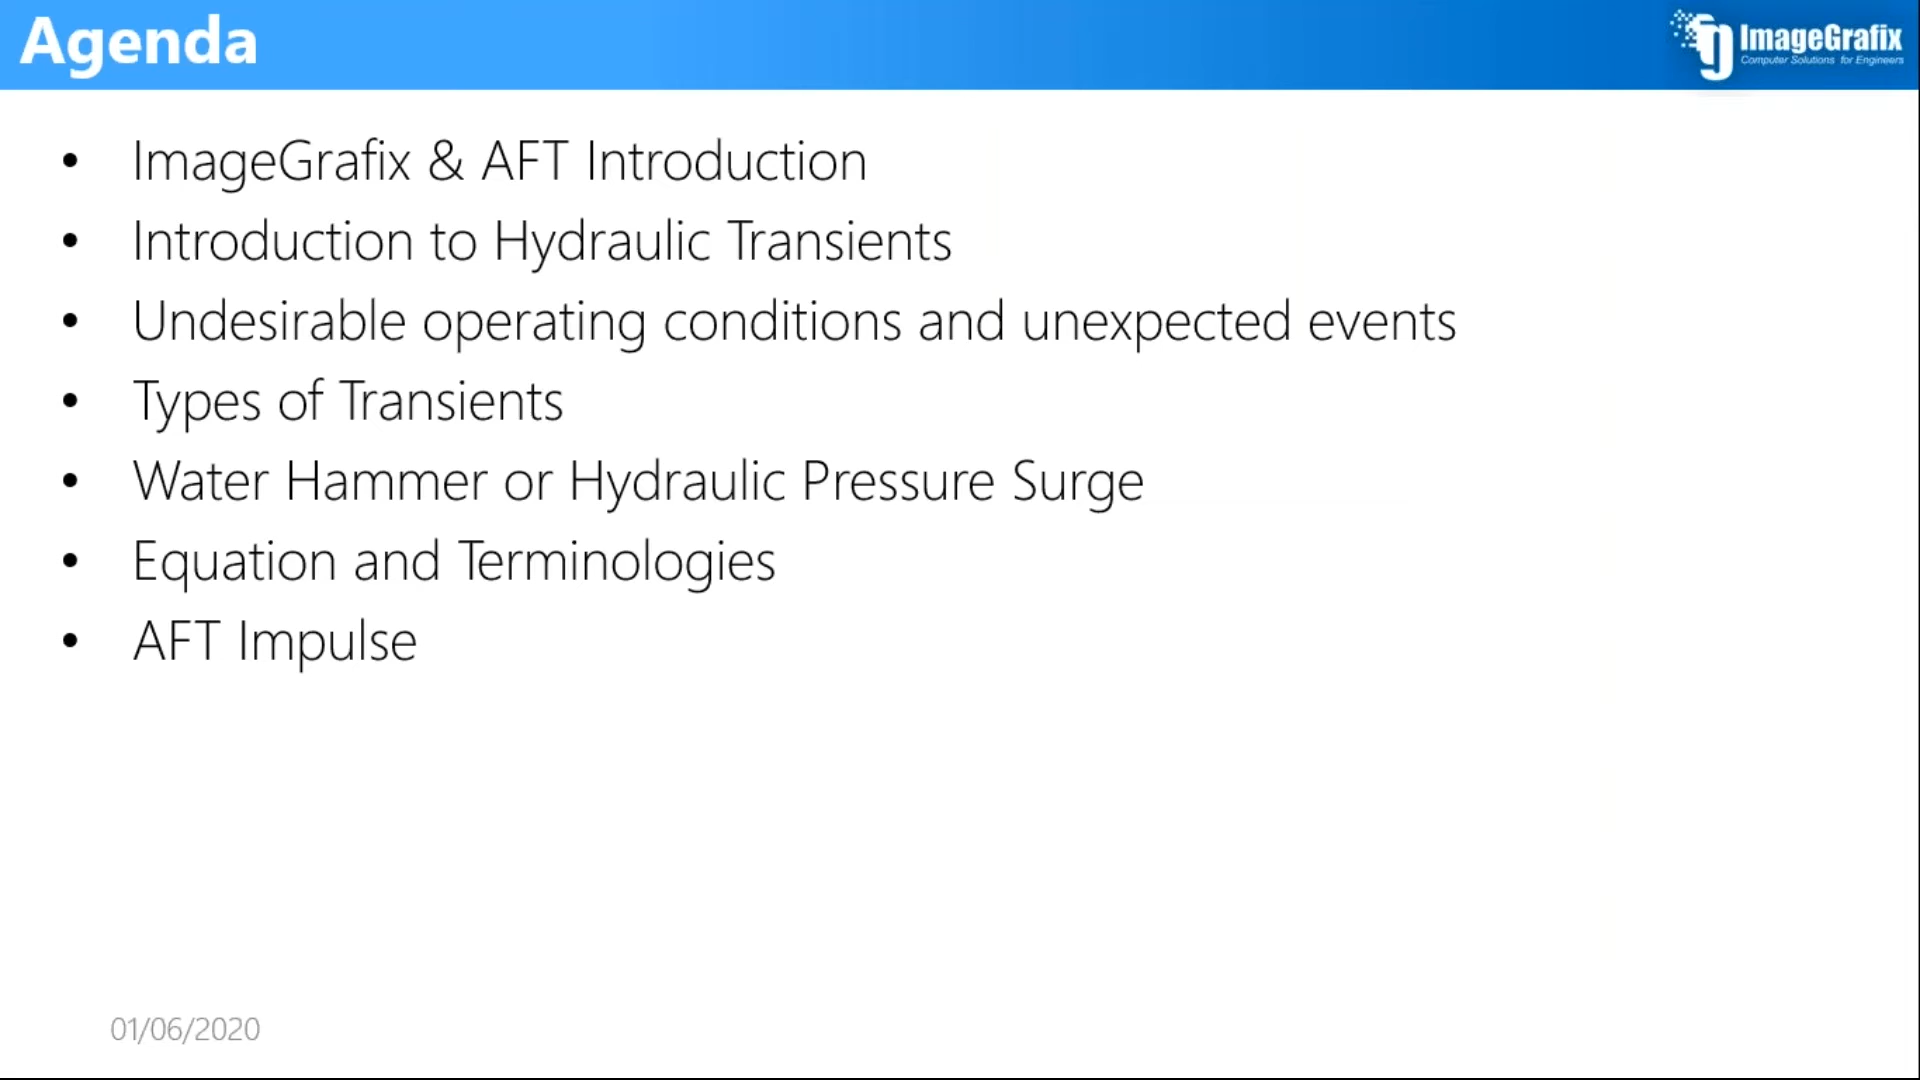 Agenda
ImageGrafix
Computer Solutions for Engineers
• ImageGrafix & AFT Introduction
• Introduction to Hydraulic Transients
• Undesirable operating conditions and unexpected events
• Types of Transients
• Water Hammer or Hydraulic Pressure Surge
• Equation and Terminologies
• AFT Impulse
01/06/2020